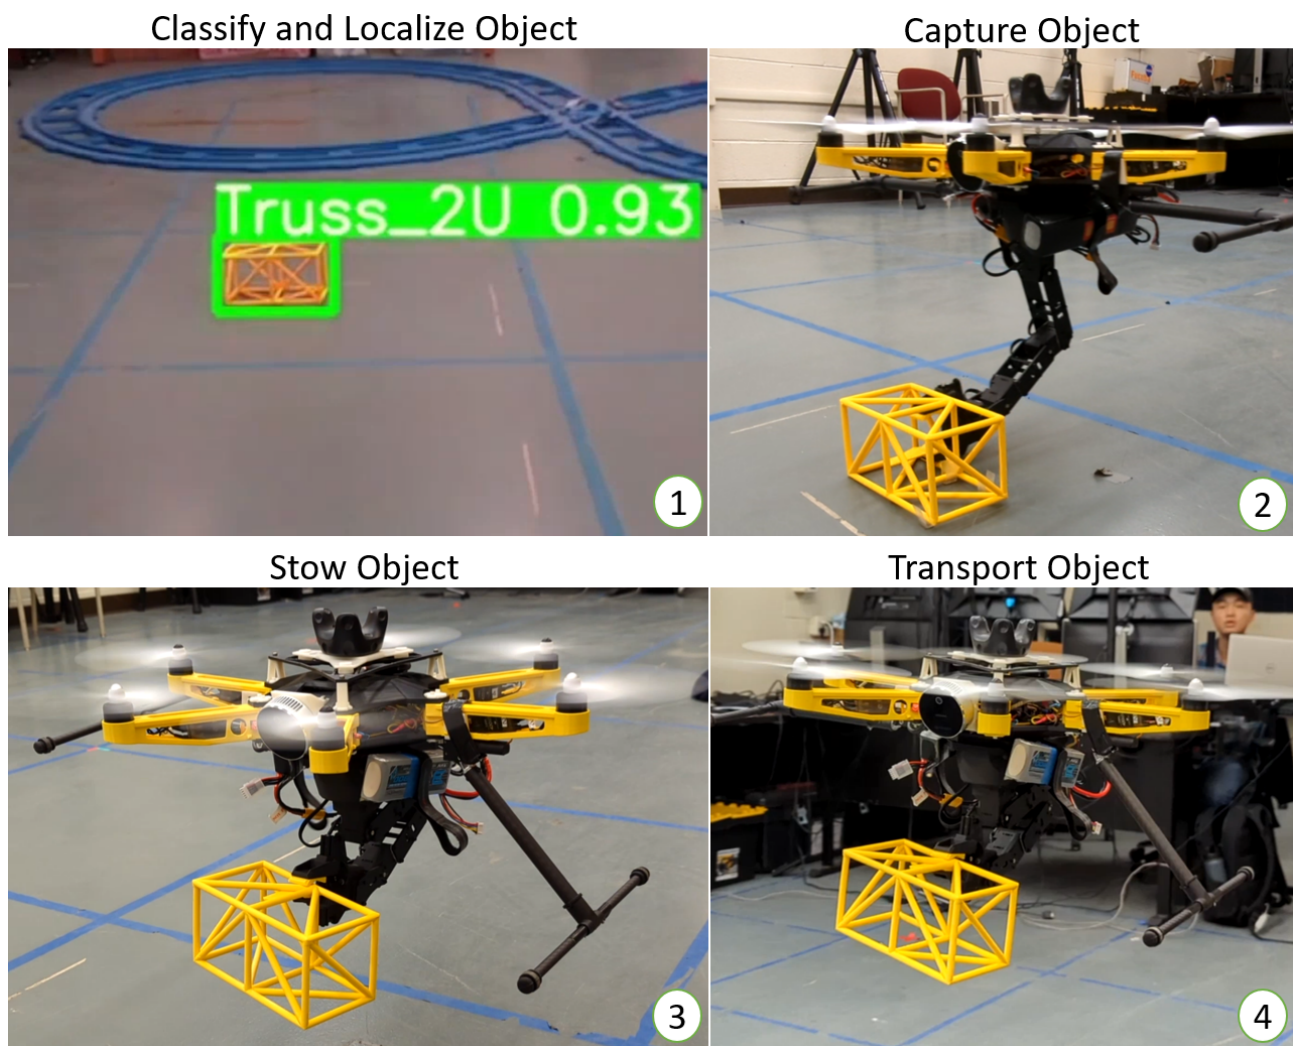 Classify and Localize Object
Capture Object
Truss_2U 0.93
1
2
Stow Object
Transport Object
3
4